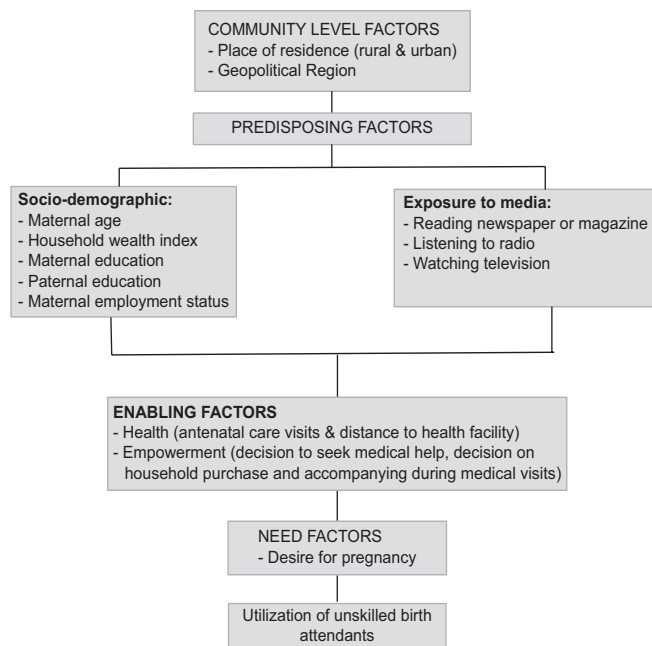 COMMUNITY LEVEL FACTORS
- Place of residence (rural & urban)
- Geopolitical Region
PREDISPOSING FACTORS
Socio-demographic:
- Maternal age
- Household wealth index
- Maternal education
- Paternal education
- Maternal employment status
Exposure to media:
- Reading newspaper or magazine
- Listening to radio
- Watching television
ENABLING FACTORS
- Health (antenatal care visits & distance to health facility)
- Empowerment (decision to seek medical help, decision on
household purchase and accompanying during medical visits)
NEED FACTORS
- Desire for pregnancy
Utilization of unskilled birth
attendants